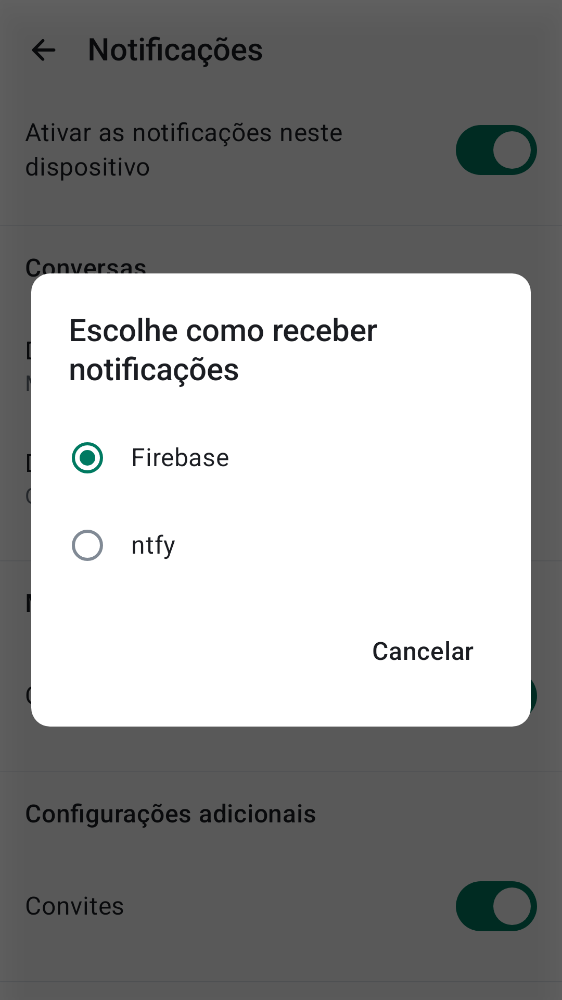 Notificações
Ativar as notificações neste
dispositivo
Conversas
Escolhe como receber
notificações
Firebase
ntfy
Cancelar
Configurações adicionais
Convites